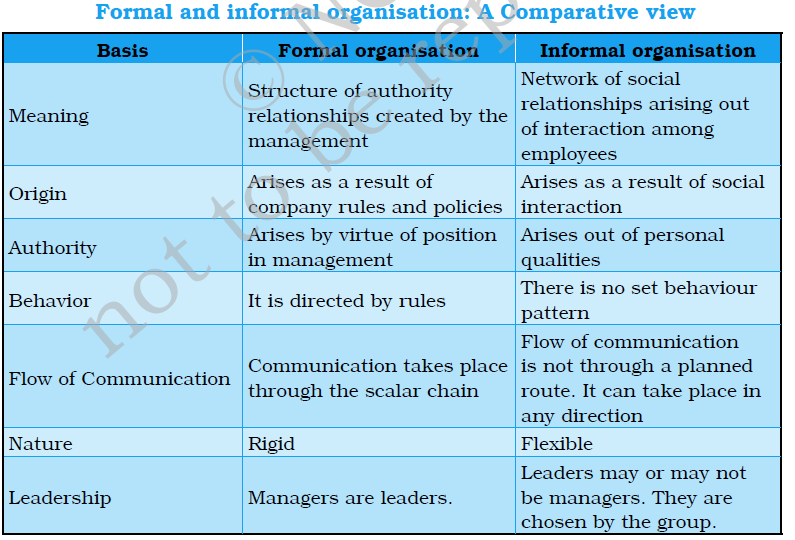 Formal and informal organisation: A Comparative view
Basis
Formal organisation
Informal organisation
Meaning
Structure of authority
relationships created by the
management
Network of social
relationships arising out
of interaction among
employees
Origin
Arises as a result of
company rules and policies
Arises as a result of social
interaction
Authority
Arises by virtue of position
in management
Arises out of personal
qualities
Behavior
It is directed by rules
There is no set behaviour
pattern
Flow of Communication
Communication takes place
through the scalar chain
Flow of communication
is not through a planned
route. It can take place in
any direction
Nature
Rigid
Flexible
Leadership
Managers are leaders.
Leaders may or may not
be managers. They are
chosen by the group.
not to be